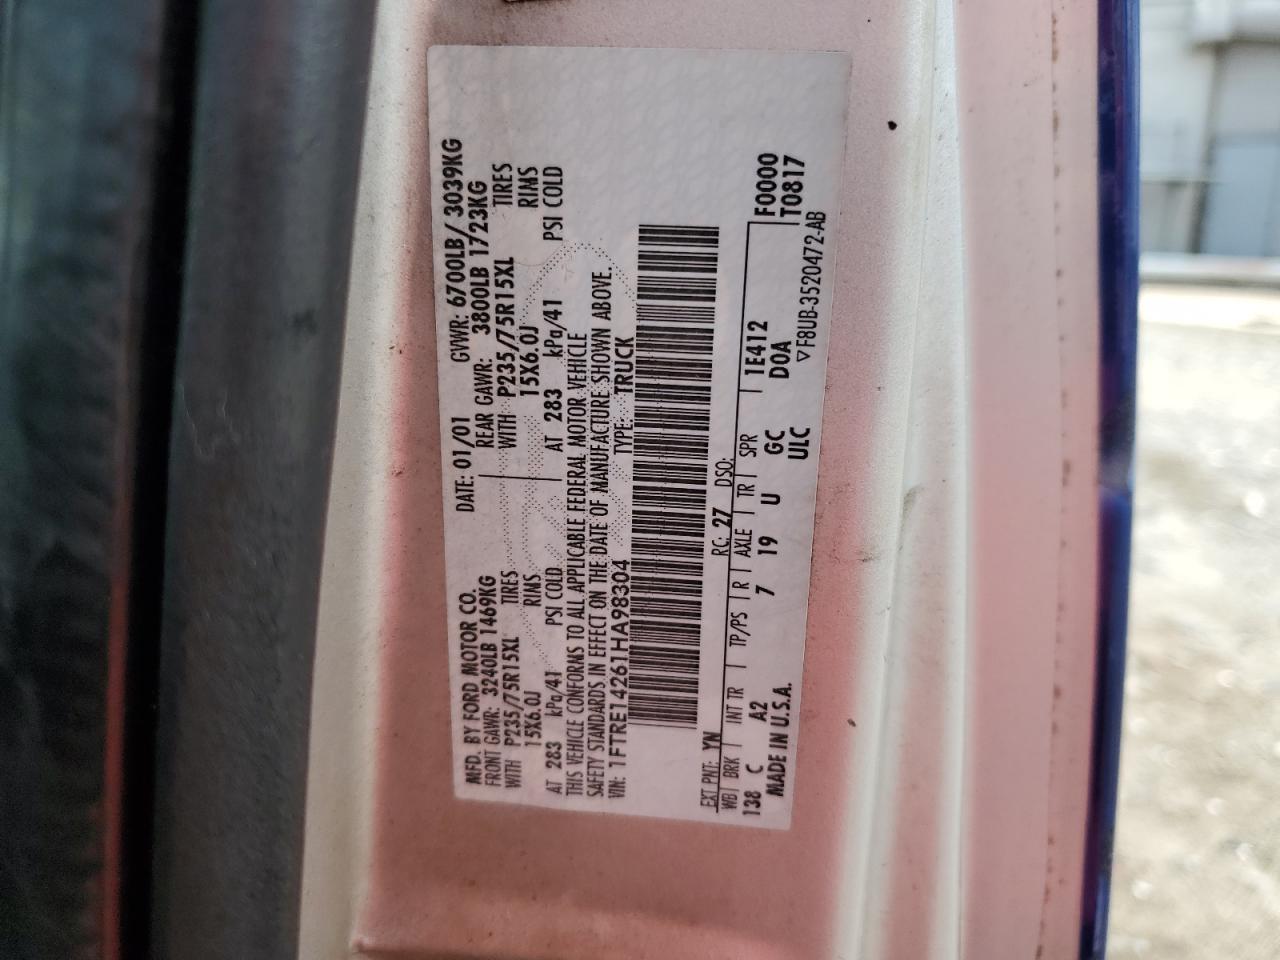 MFD. BY FORD MOTOR CO.
DATE: 01/01 GVWR: 6700LB/ 3039KG
FRONT GAWR: 3240LB 1469KG REAR GAWR: 3800LB 1723KG
WITH P235/75R15XL TIRES WITH P235/75R15XL TIRES
15X6.0J RIMS 15X6.0J RIMS
AT 283 kPa/41 PSI COLD AT 283 kPa/41 PSI COLD
THIS VEHICLE CONFORMS TO ALL APPLICABLE FEDERAL MOTOR VEHICLE
SAFETY STANDARDS IN EFFECT ON THE DATE OF MANUFACTURE SHOWN ABOVE.
VIN: 1FTRE14261HA98304 TYPE: TRUCK
EXT PNT: YN RC: 27 DSO:
WB BRK INT TR TP/PS R AXLE TR SPR F0000
138 C A2 7 19 U GC 1E412 T0817
MADE IN U.S.A. ULC DOA
▽F8UB-3520472-AB